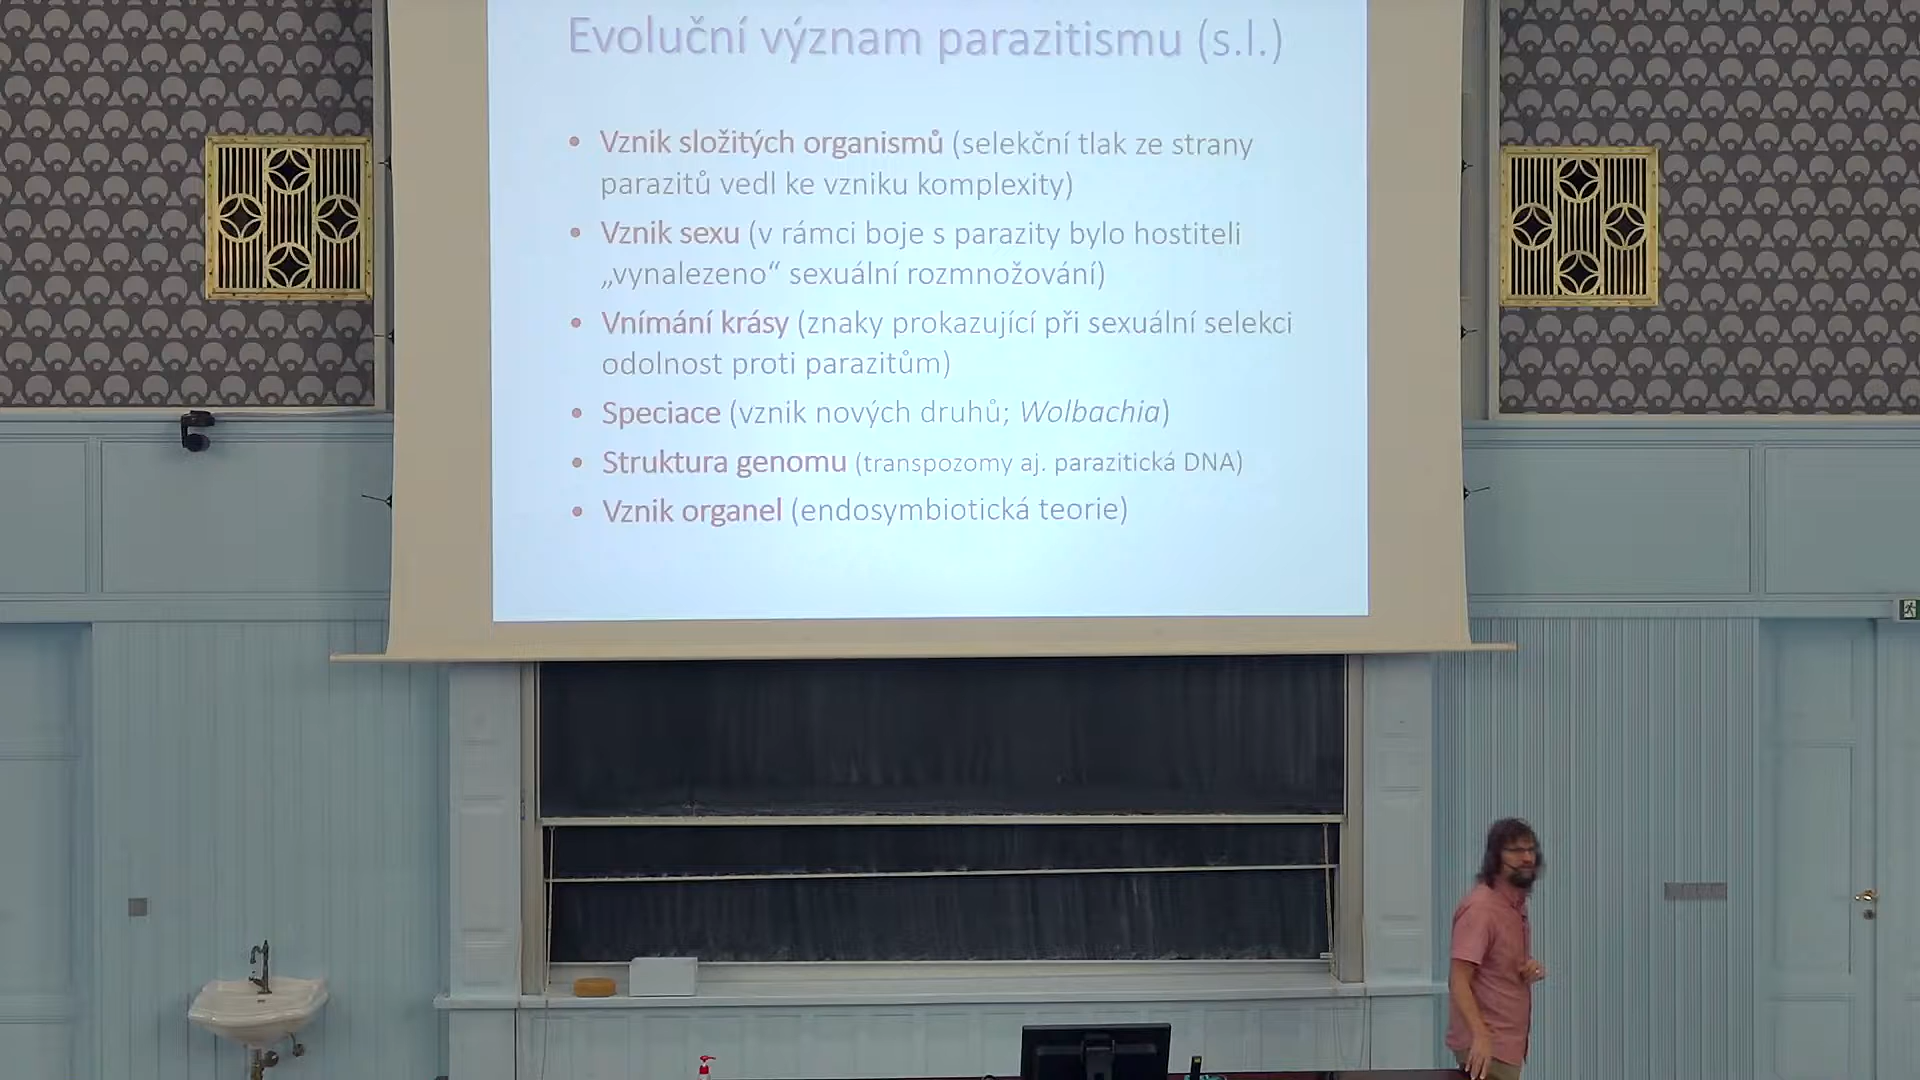 Evoluční význam parazitismu (s.l.)
• Vznik složitých organismů (selekční tlak ze strany
parazitů vedl ke vzniku komplexity)
• Vznik sexu (v rámci boje s parazity bylo hostiteli
„vynalezeno“ sexuální rozmnožování)
• Vnímání krásy (znaky prokazující při sexuální selekci
odolnost proti parazitům)
• Speciace (vznik nových druhů; Wolbachia)
• Struktura genomu (transpozomy aj. parazitická DNA)
• Vznik organel (endosymbiotická teorie)